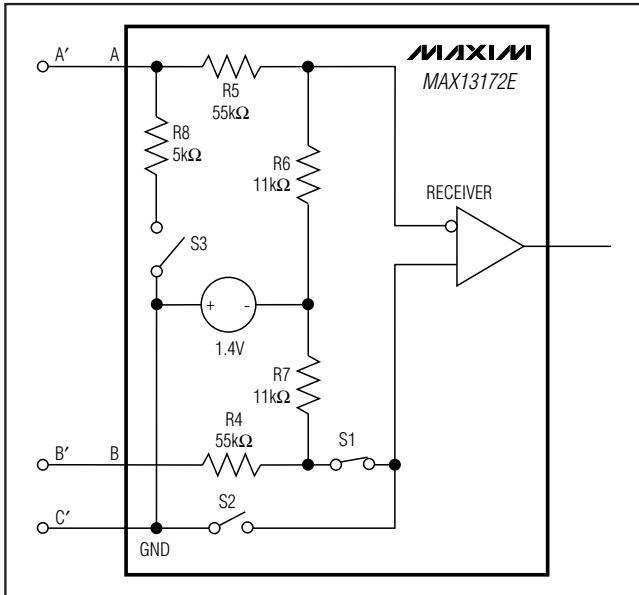 A′
A
MAXIM
MAX13172E
R5
55kΩ
R8
5kΩ
R6
11kΩ
RECEIVER
S3
+
-
1.4V
R7
11kΩ
R4
55kΩ
S1
B′
B
S2
C′
GND